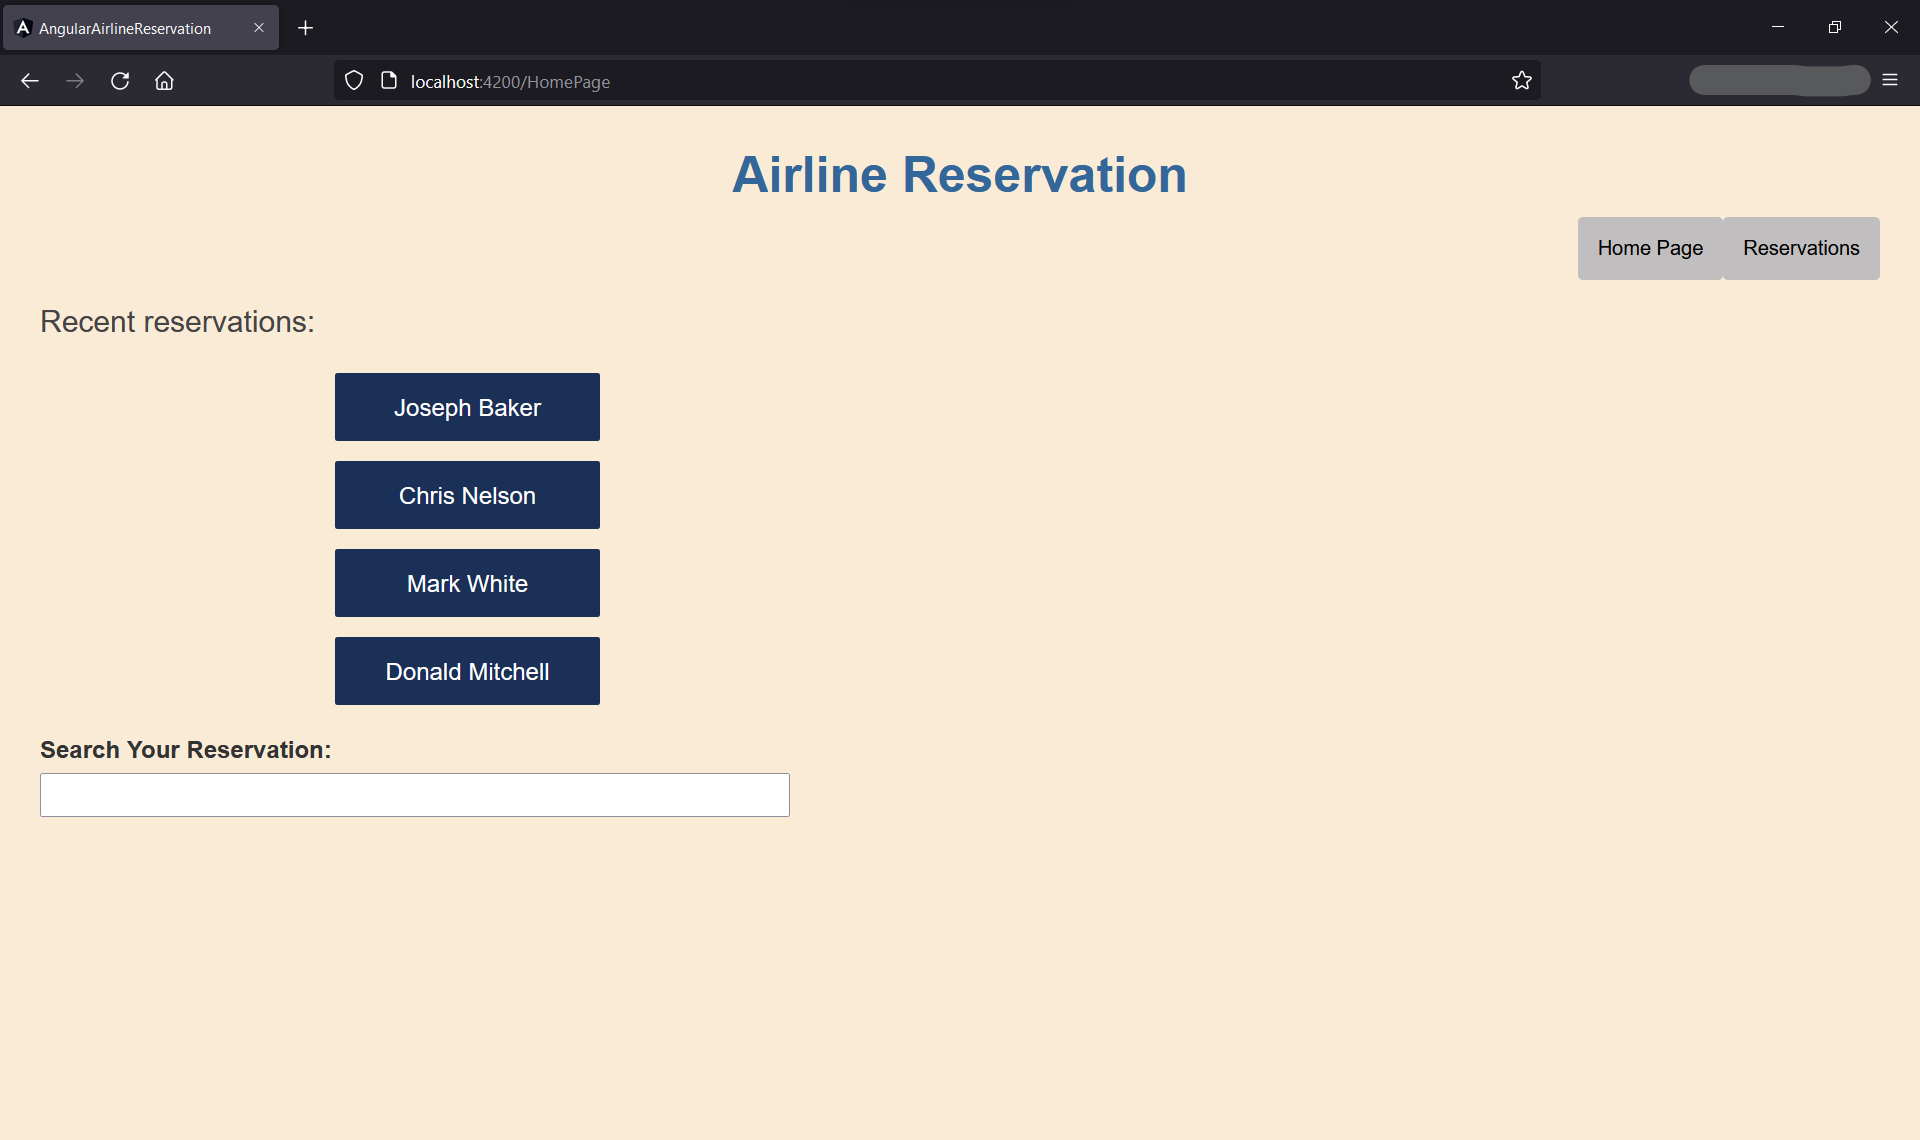 AngularAirlineReservation
localhost:4200/HomePage
Airline Reservation
Home Page Reservations
Recent reservations:
Joseph Baker
Chris Nelson
Mark White
Donald Mitchell
Search Your Reservation: